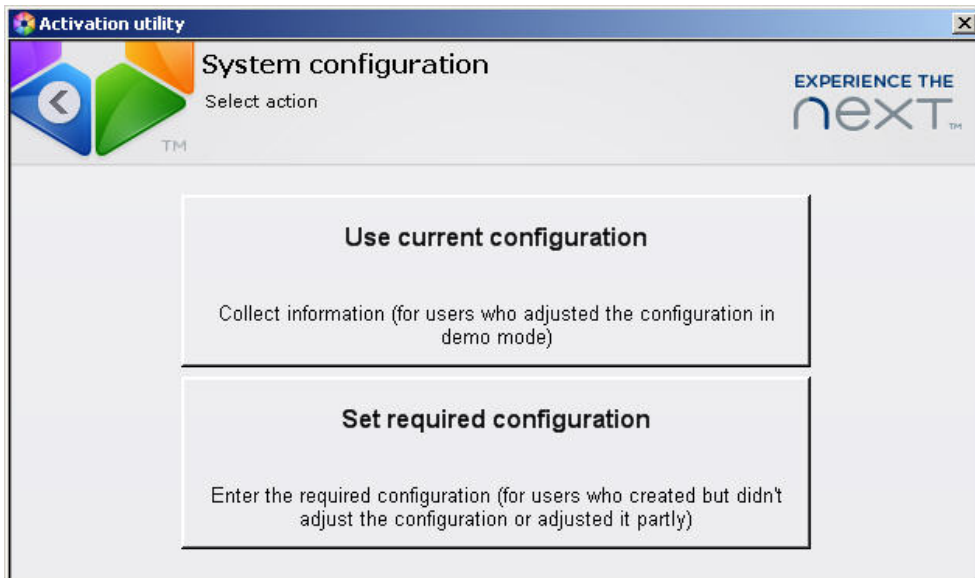 Activation utility
System configuration
Select action
EXPERIENCE THE
next™
TM
Use current configuration
Collect information (for users who adjusted the configuration in
demo mode)
Set required configuration
Enter the required configuration (for users who created but didn't
adjust the configuration or adjusted it partly)